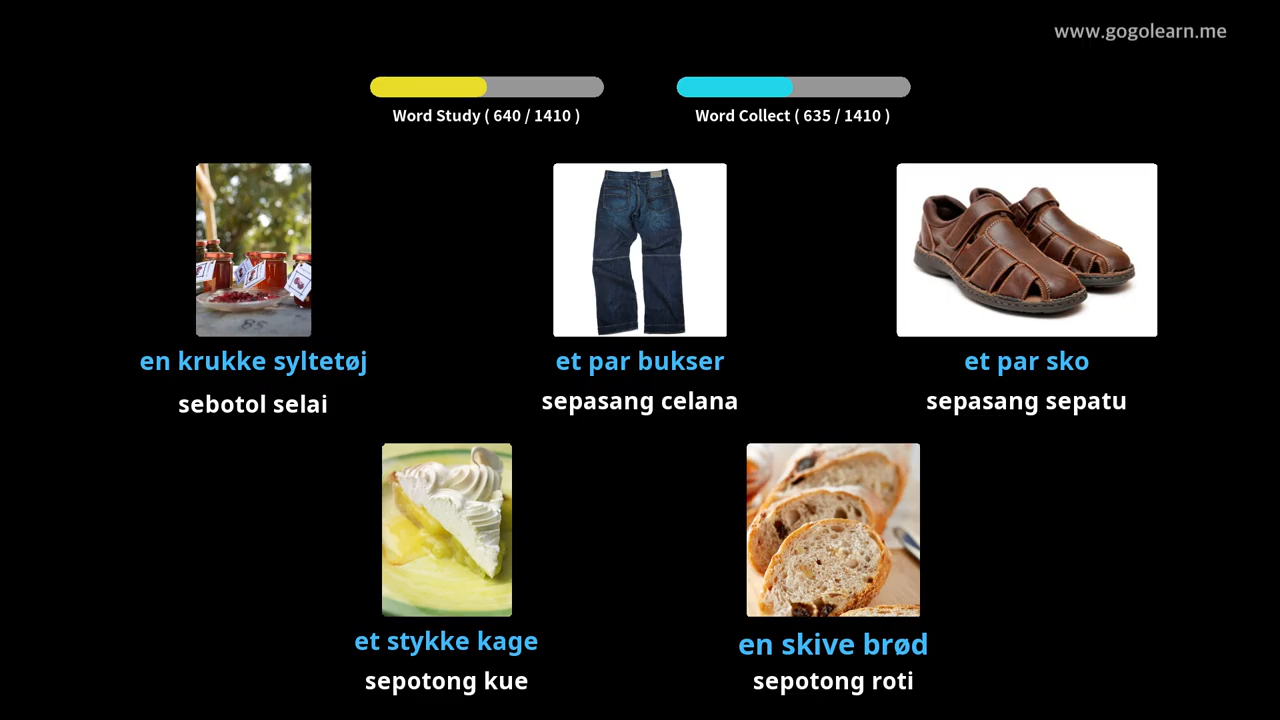 www.gogolearn.me
Word Study ( 640 / 1410 )
Word Collect ( 635 / 1410 )
en krukke syltetøj
sebotol selai
et par bukser
sepasang celana
et par sko
sepasang sepatu
et stykke kage
sepotong kue
en skive brød
sepotong roti